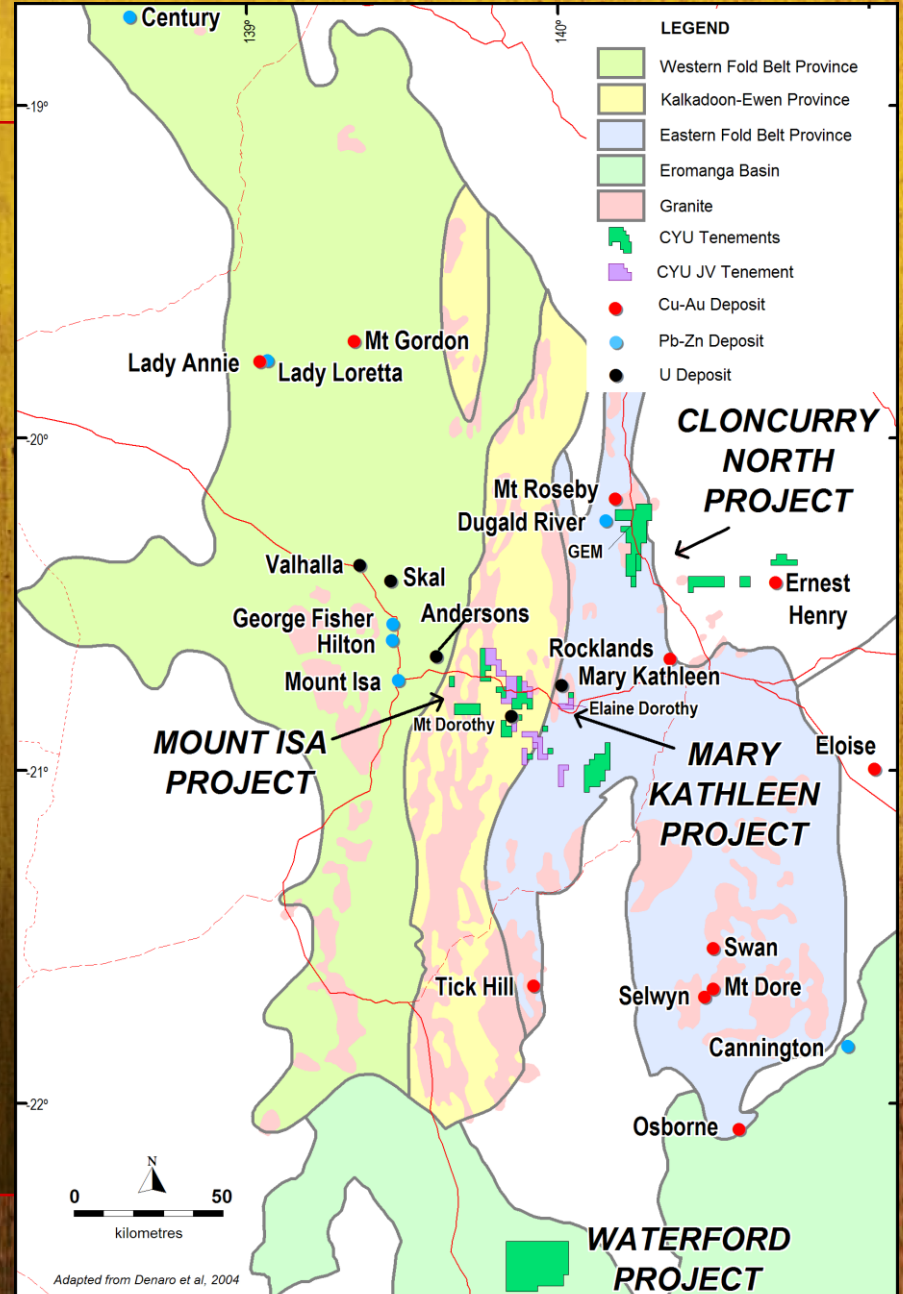 Century
139°
140°
LEGEND
Western Fold Belt Province
Kalkadoon-Ewen Province
Eastern Fold Belt Province
Eromanga Basin
Granite
CYU Tenements
CYU JV Tenement
Cu-Au Deposit
Pb-Zn Deposit
U Deposit
-19°
Mt Gordon
Lady Annie
Lady Loretta
-20°
CLONCURRY
NORTH
PROJECT
Mt Roseby
Dugald River
GEM
Valhalla
Skal
Ernest
Henry
George Fisher
Hilton
Andersons
Rocklands
Mount Isa
Mary Kathleen
Elaine Dorothy
Mt Dorothy
MOUNT ISA
PROJECT
Eloise
MARY
KATHLEEN
PROJECT
-21°
Swan
Tick Hill
Mt Dore
Selwyn
Cannington
-22°
Osborne
N
0 50
kilometres
WATERFORD
PROJECT
Adapted from Denaro et al, 2004